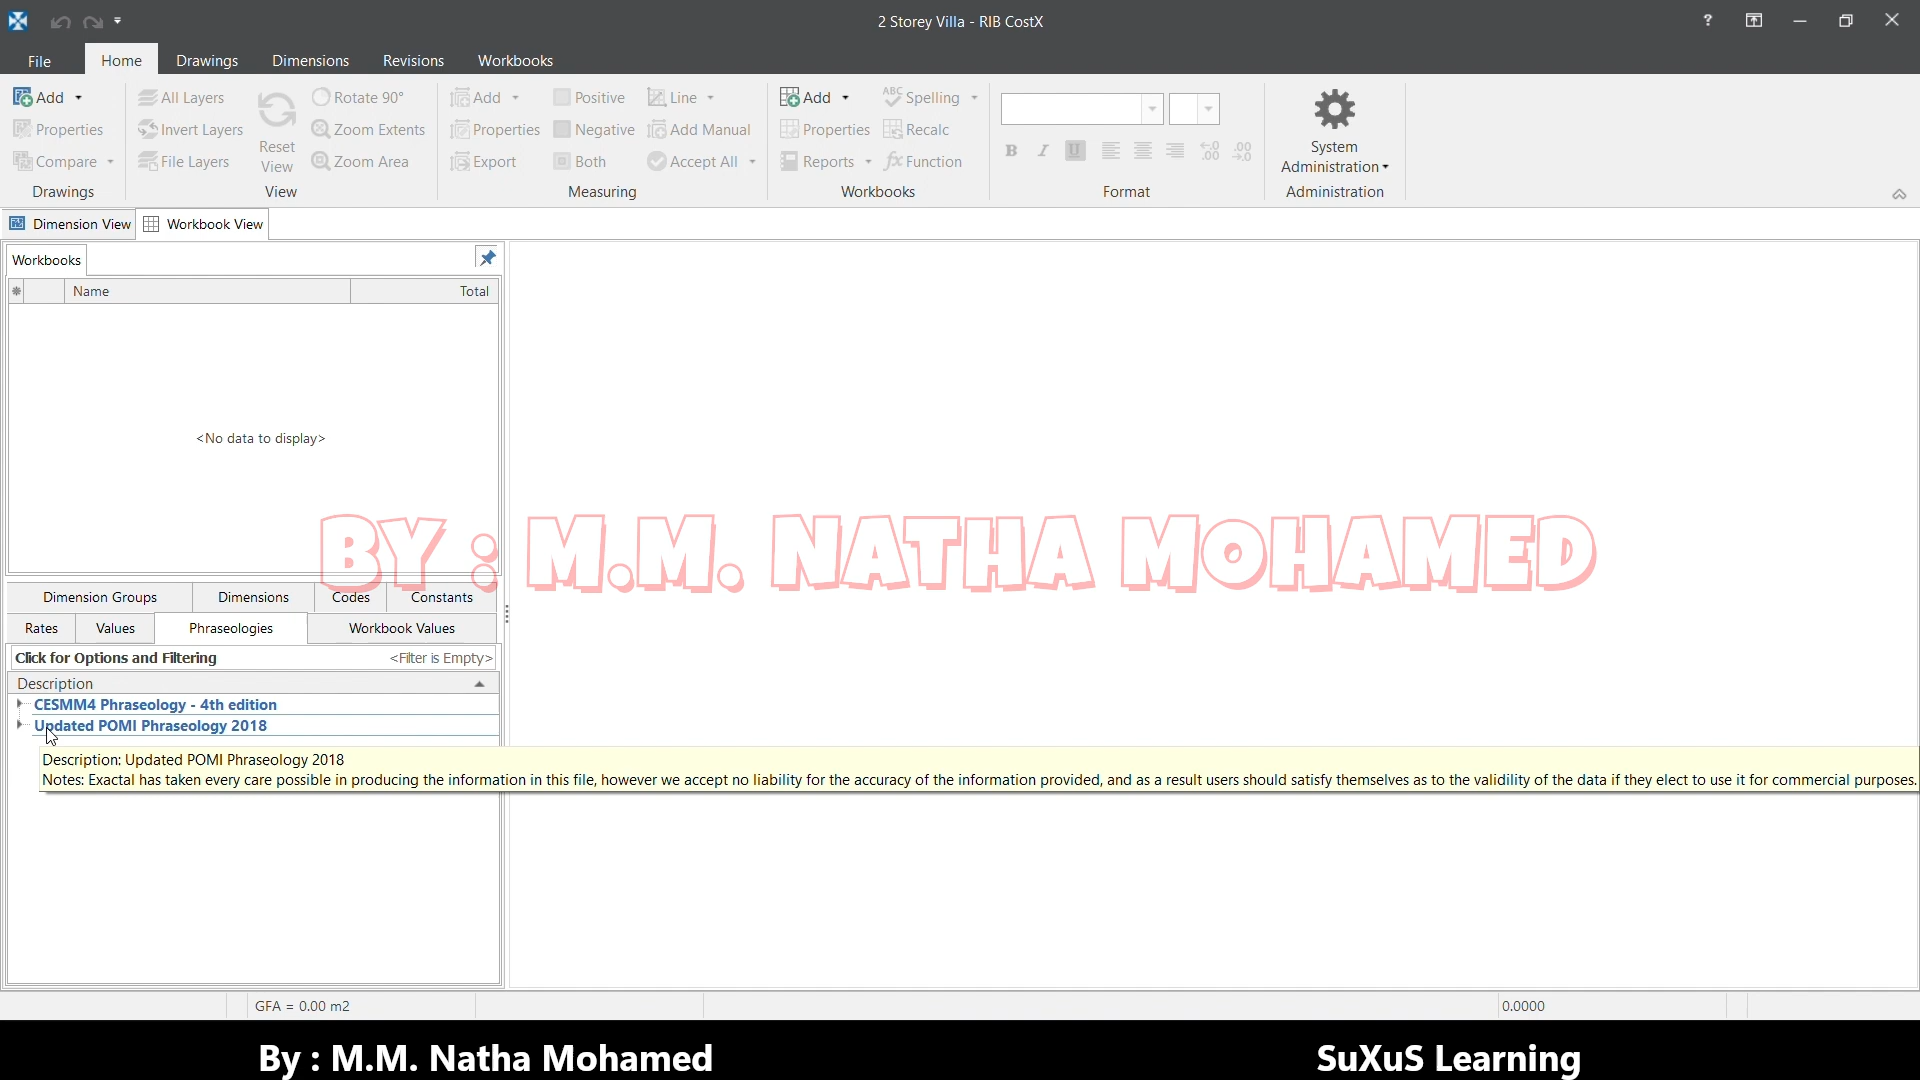 2 Storey Villa - RIB CostX
File Home Drawings Dimensions Revisions Workbooks
Add All Layers Rotate 90° Add Positive Line Add Spelling
Properties Invert Layers Zoom Extents Properties Negative Add Manual Properties Recalc
Reset View
Compare File Layers Zoom Area Export Both Accept All Reports Function
B I U
System Administration
Drawings View Measuring Workbooks Format Administration
Dimension View Workbook View
Workbooks
Name Total
<No data to display>
BY : M.M. NATHA MOHAMED
Dimension Groups Dimensions Codes Constants
Rates Values Phraseologies Workbook Values
Click for Options and Filtering <Filter is Empty>
Description
CESMM4 Phraseology - 4th edition
Updated POMI Phraseology 2018
Description: Updated POMI Phraseology 2018
Notes: Exactal has taken every care possible in producing the information in this file, however we accept no liability for the accuracy of the information provided, and as a result users should satisfy themselves as to the validility of the data if they elect to use it for commercial purposes.
GFA = 0.00 m2 0.0000
By : M.M. Natha Mohamed SuXuS Learning